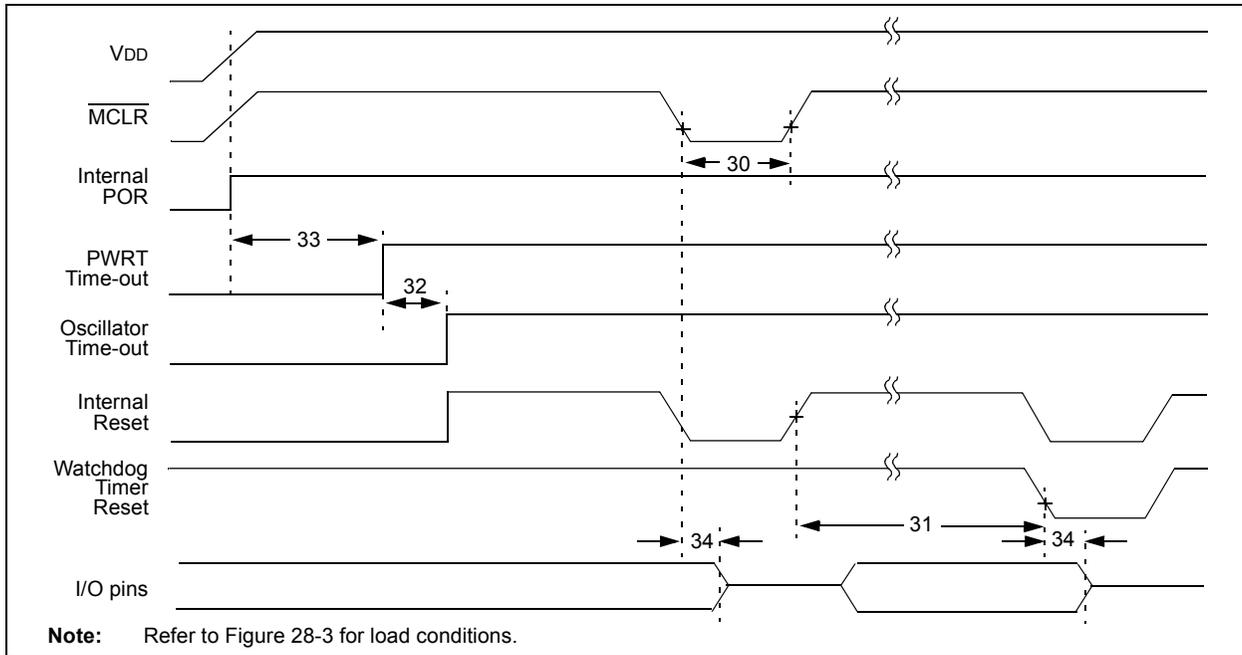 VDD
MCLR
30
Internal
POR
33
PWRT
Time-out
32
Oscillator
Time-out
Internal
Reset
Watchdog
Timer
Reset
31
34
34
I/O pins
Note: Refer to Figure 28-3 for load conditions.